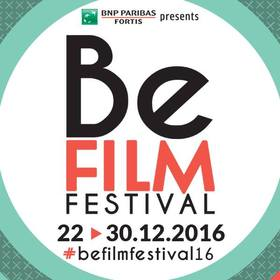 BNP PARIBAS FORTIS presents
Be
FILM
FESTIVAL
22 ▶ 30.12.2016
#befilmfestival16